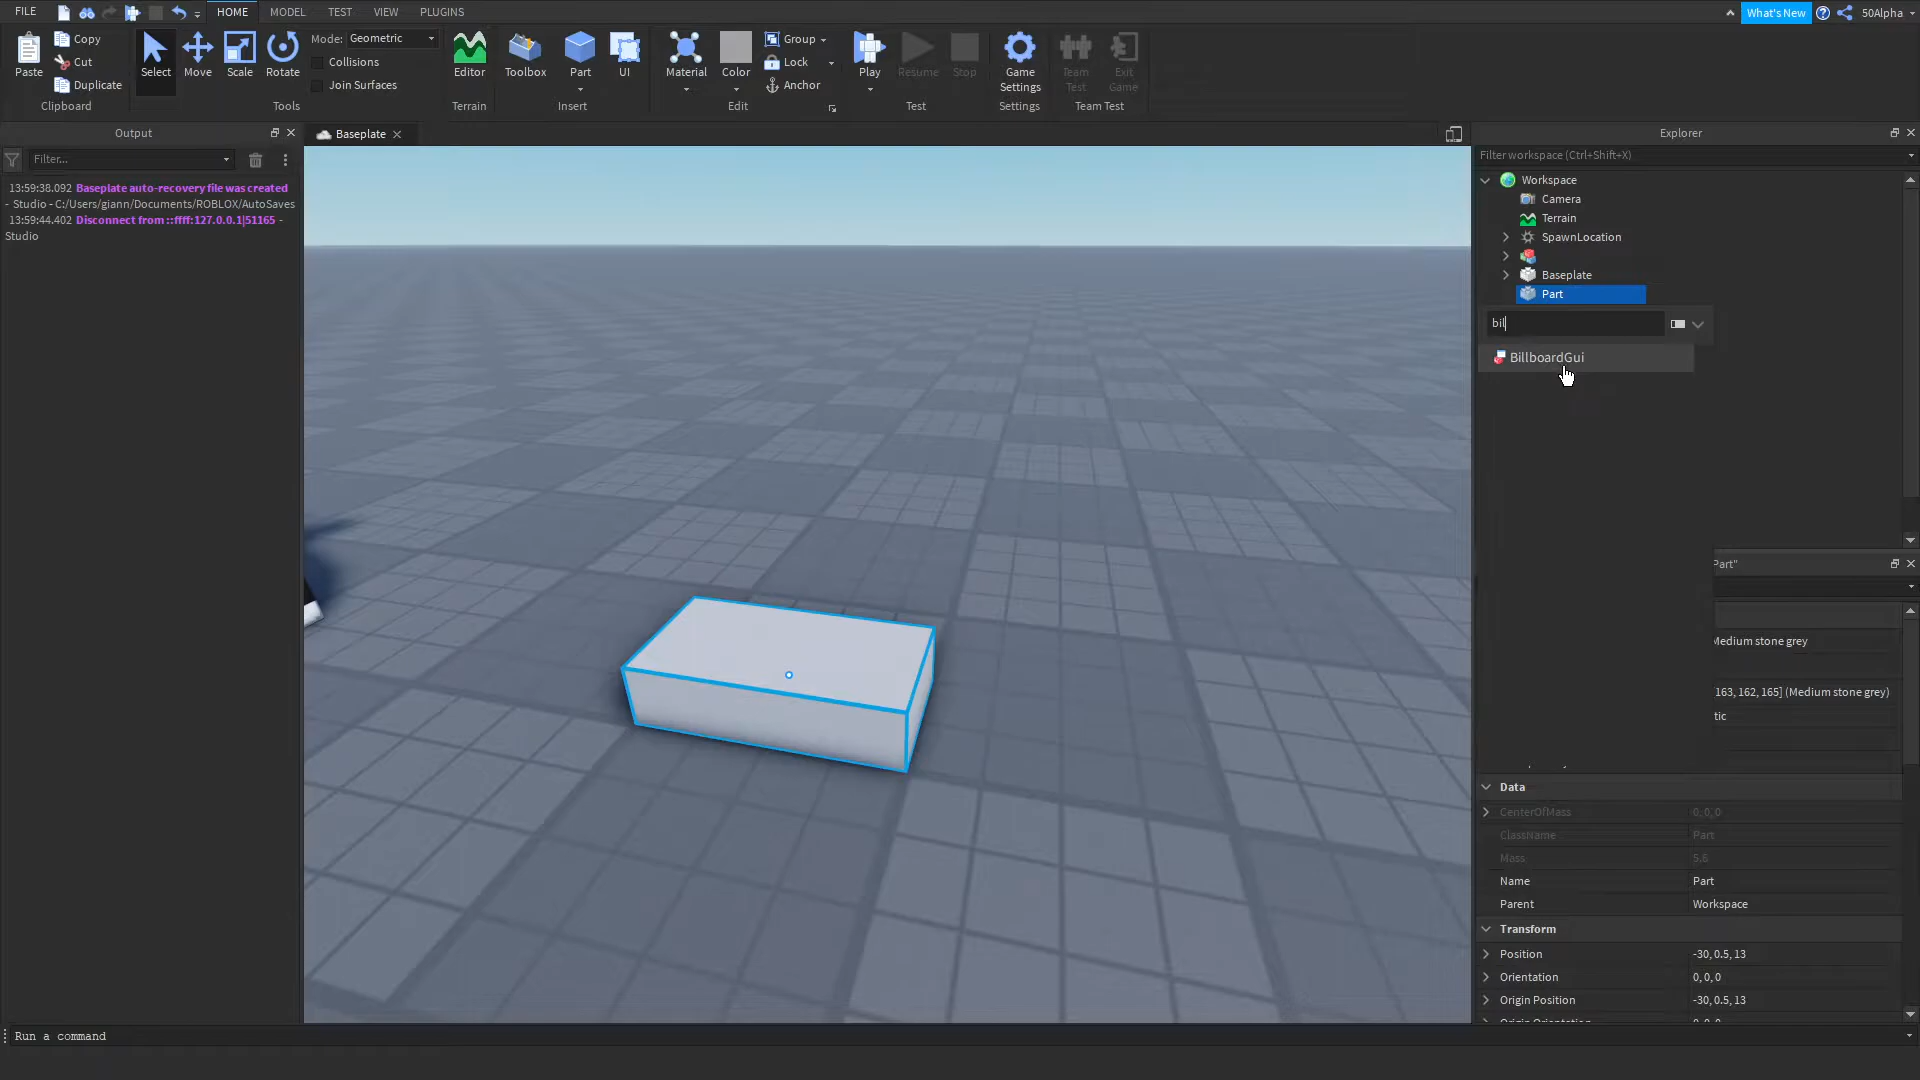 FILE HOME MODEL TEST VIEW PLUGINS What's New 50Alpha
Paste Copy Cut Duplicate
Clipboard
Select Move Scale Rotate
Mode: Geometric
Collisions
Join Surfaces
Tools
Editor
Terrain
Toolbox Part UI
Insert
Material Color
Group
Lock
Anchor
Edit
Play Resume Stop
Test
Game Settings
Settings
Team Test
Exit Game
Team Test
Output
Filter...
13:59:38.092 Baseplate auto-recovery file was created
- Studio - C:/Users/giann/Documents/ROBLOX/AutoSaves
13:59:44.402 Disconnect from ::ffff:127.0.0.1|51165 -
Studio
Baseplate
Explorer
Filter workspace (Ctrl+Shift+X)
Workspace
Camera
Terrain
SpawnLocation
Baseplate
Part
bil
BillboardGui
Part"
Medium stone grey
163, 162, 165] (Medium stone grey)
tic
Data
CenterOfMass 0, 0, 0
ClassName Part
Mass 5.6
Name Part
Parent Workspace
Transform
Position -30, 0.5, 13
Orientation 0, 0, 0
Origin Position -30, 0.5, 13
Run a command